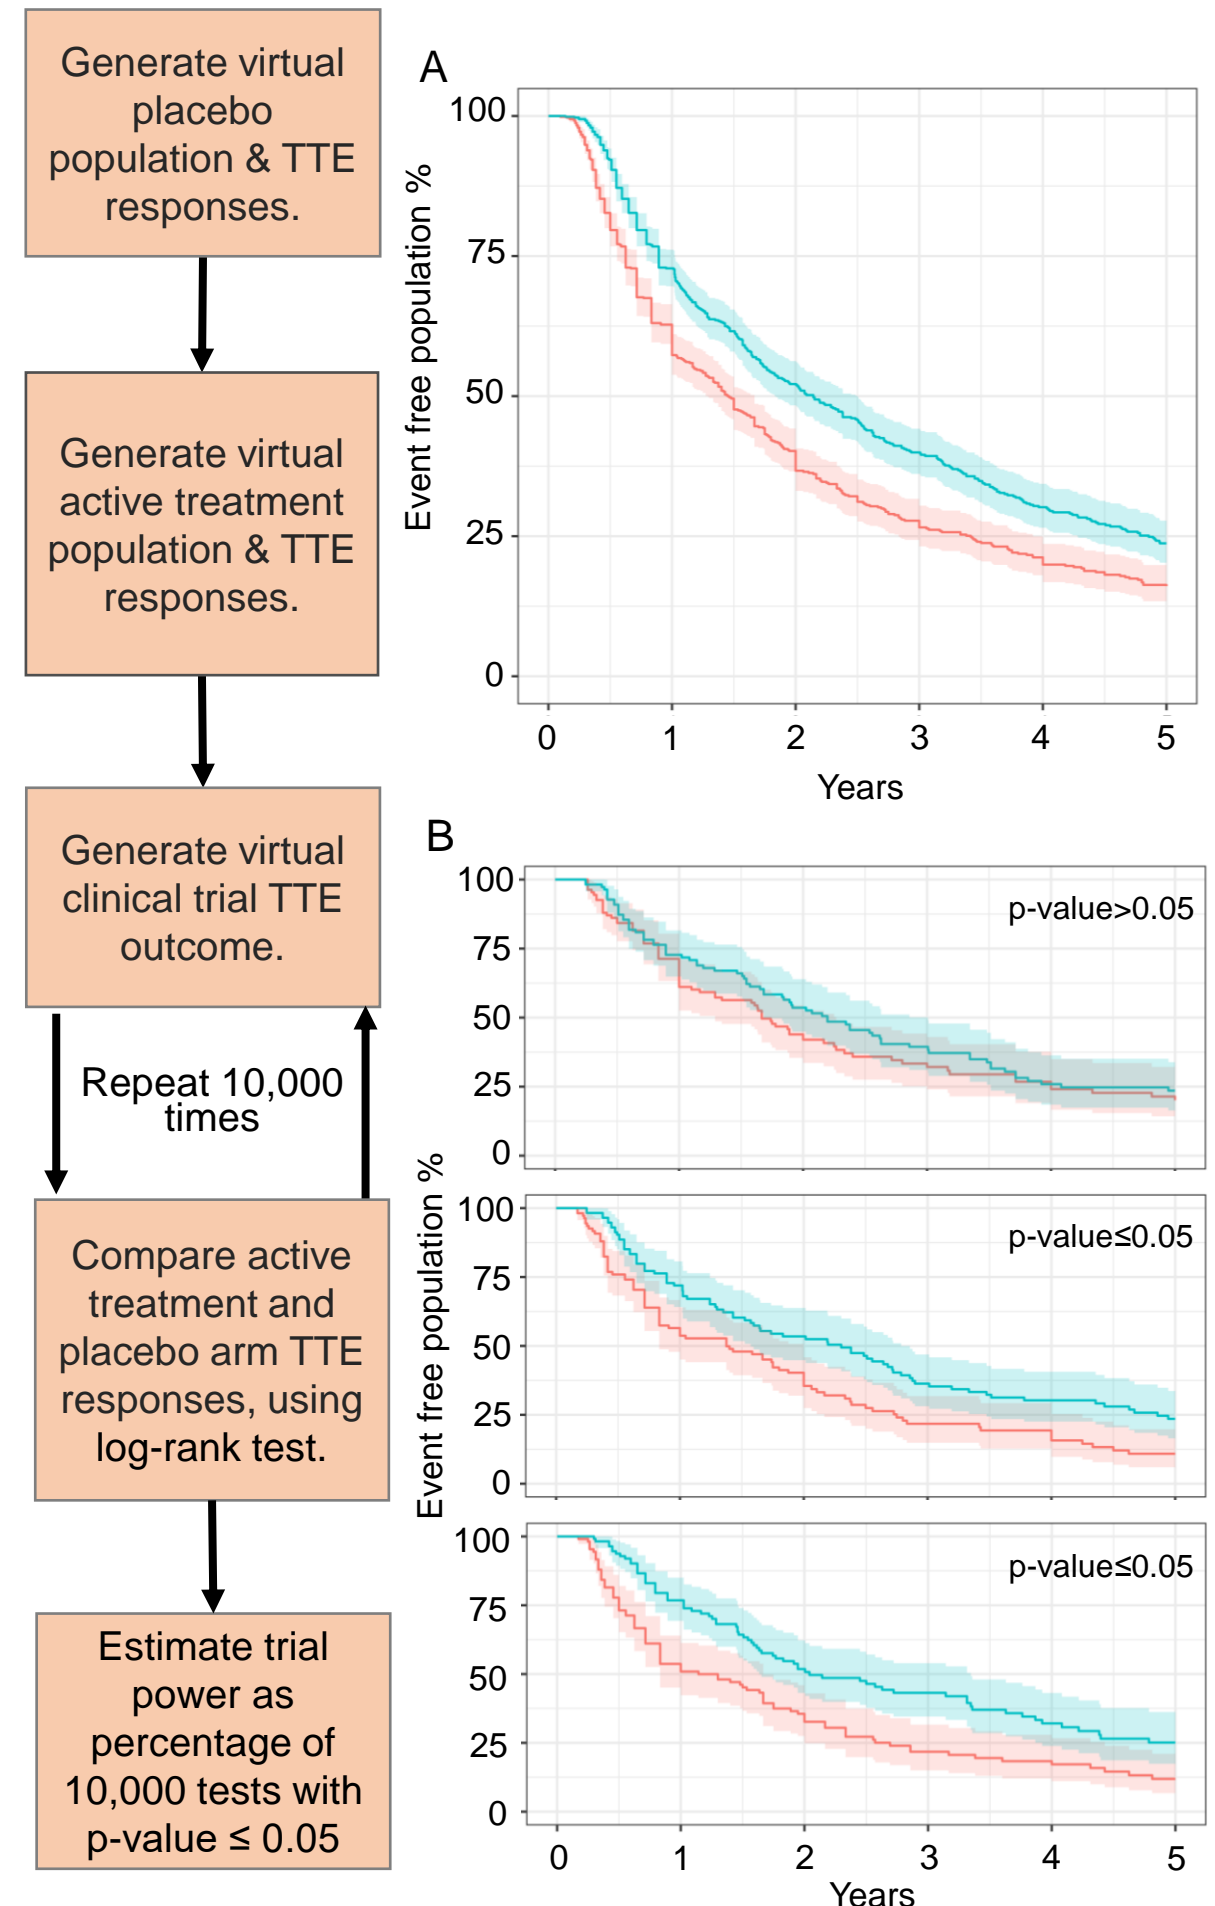 Generate virtual
placebo
population & TTE
responses.
Generate virtual
active treatment
population & TTE
responses.
Generate virtual
clinical trial TTE
outcome.
Repeat 10,000
times
Compare active
treatment and
placebo arm TTE
responses, using
log-rank test.
Estimate trial
power as
percentage of
10,000 tests with
p-value ≤ 0.05
A
Event free population %
100
75
50
25
0
0 1 2 3 4 5
Years
B
Event free population %
100
75
50
25
0
p-value>0.05
100
75
50
25
0
p-value≤0.05
100
75
50
25
0
p-value≤0.05
0 1 2 3 4 5
Years